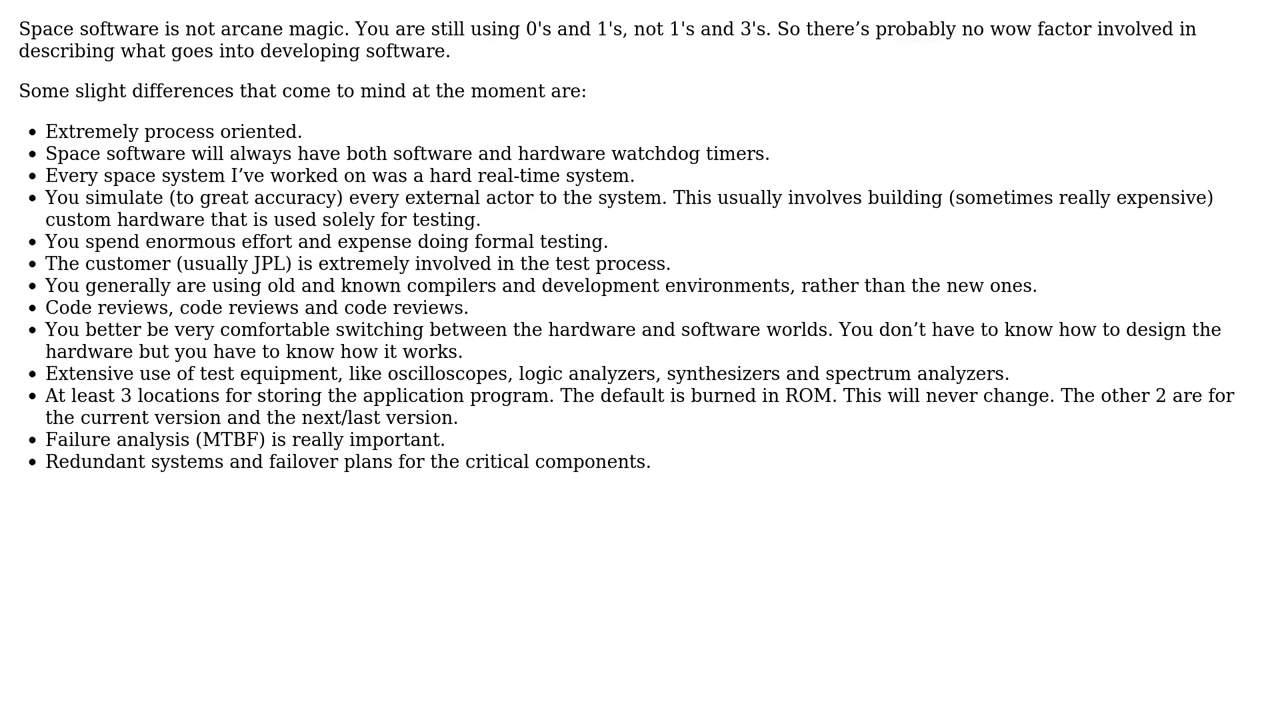 Space software is not arcane magic. You are still using 0's and 1's, not 1's and 3's. So there’s probably no wow factor involved in
describing what goes into developing software.
Some slight differences that come to mind at the moment are:
• Extremely process oriented.
• Space software will always have both software and hardware watchdog timers.
• Every space system I’ve worked on was a hard real-time system.
• You simulate (to great accuracy) every external actor to the system. This usually involves building (sometimes really expensive)
custom hardware that is used solely for testing.
• You spend enormous effort and expense doing formal testing.
• The customer (usually JPL) is extremely involved in the test process.
• You generally are using old and known compilers and development environments, rather than the new ones.
• Code reviews, code reviews and code reviews.
• You better be very comfortable switching between the hardware and software worlds. You don’t have to know how to design the
hardware but you have to know how it works.
• Extensive use of test equipment, like oscilloscopes, logic analyzers, synthesizers and spectrum analyzers.
• At least 3 locations for storing the application program. The default is burned in ROM. This will never change. The other 2 are for
the current version and the next/last version.
• Failure analysis (MTBF) is really important.
• Redundant systems and failover plans for the critical components.